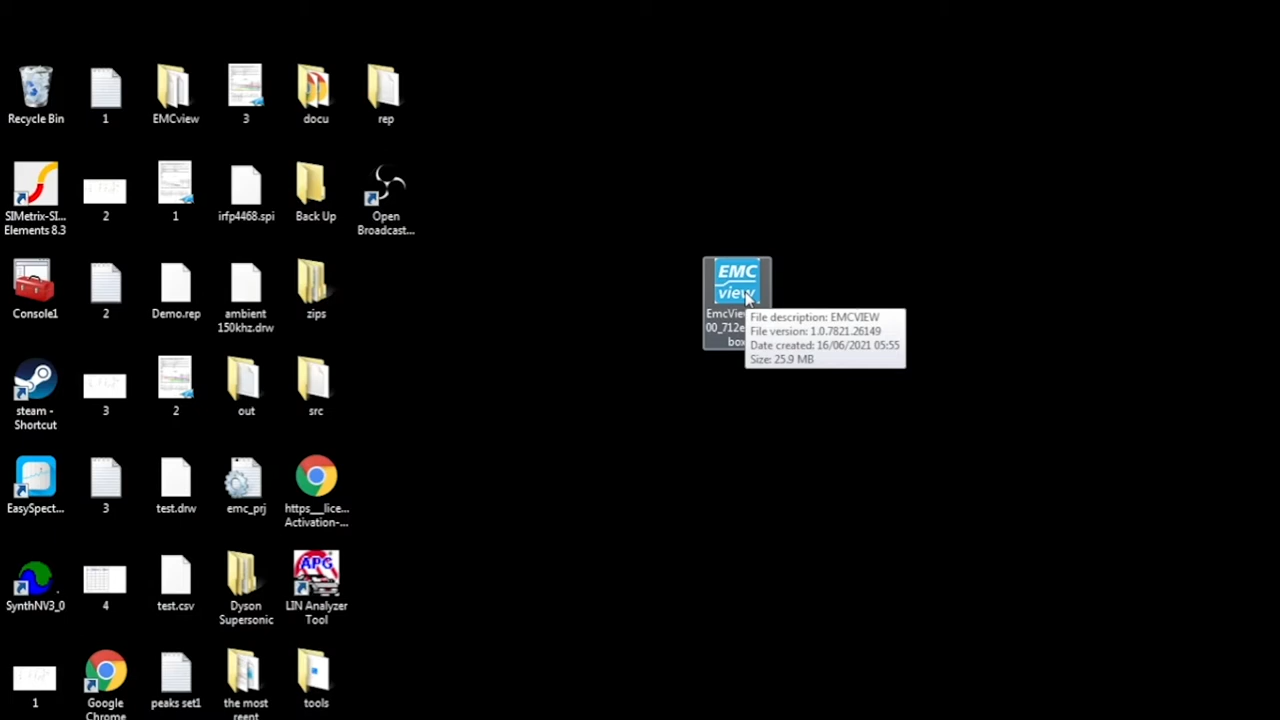 Recycle Bin
1
EMCview
3
docu
rep
SIMetrix-SI...
Elements 8.3
2
1
irfp4468.spi
Back Up
Open
Broadcast...
Console1
2
Demo.rep
ambient
150khz.drw
zips
EMC
view
File description: EMCVIEW
File version: 1.0.7821.26149
Date created: 16/06/2021 05:55
Size: 25.9 MB
steam -
Shortcut
3
2
out
src
EasySpect...
3
test.drw
emc_prj
https__lice...
Activation-...
SynthNV3_0
4
test.csv
Dyson
Supersonic
APG
LIN Analyzer
Tool
1
Google
Chrome
peaks set1
the most
reent
tools